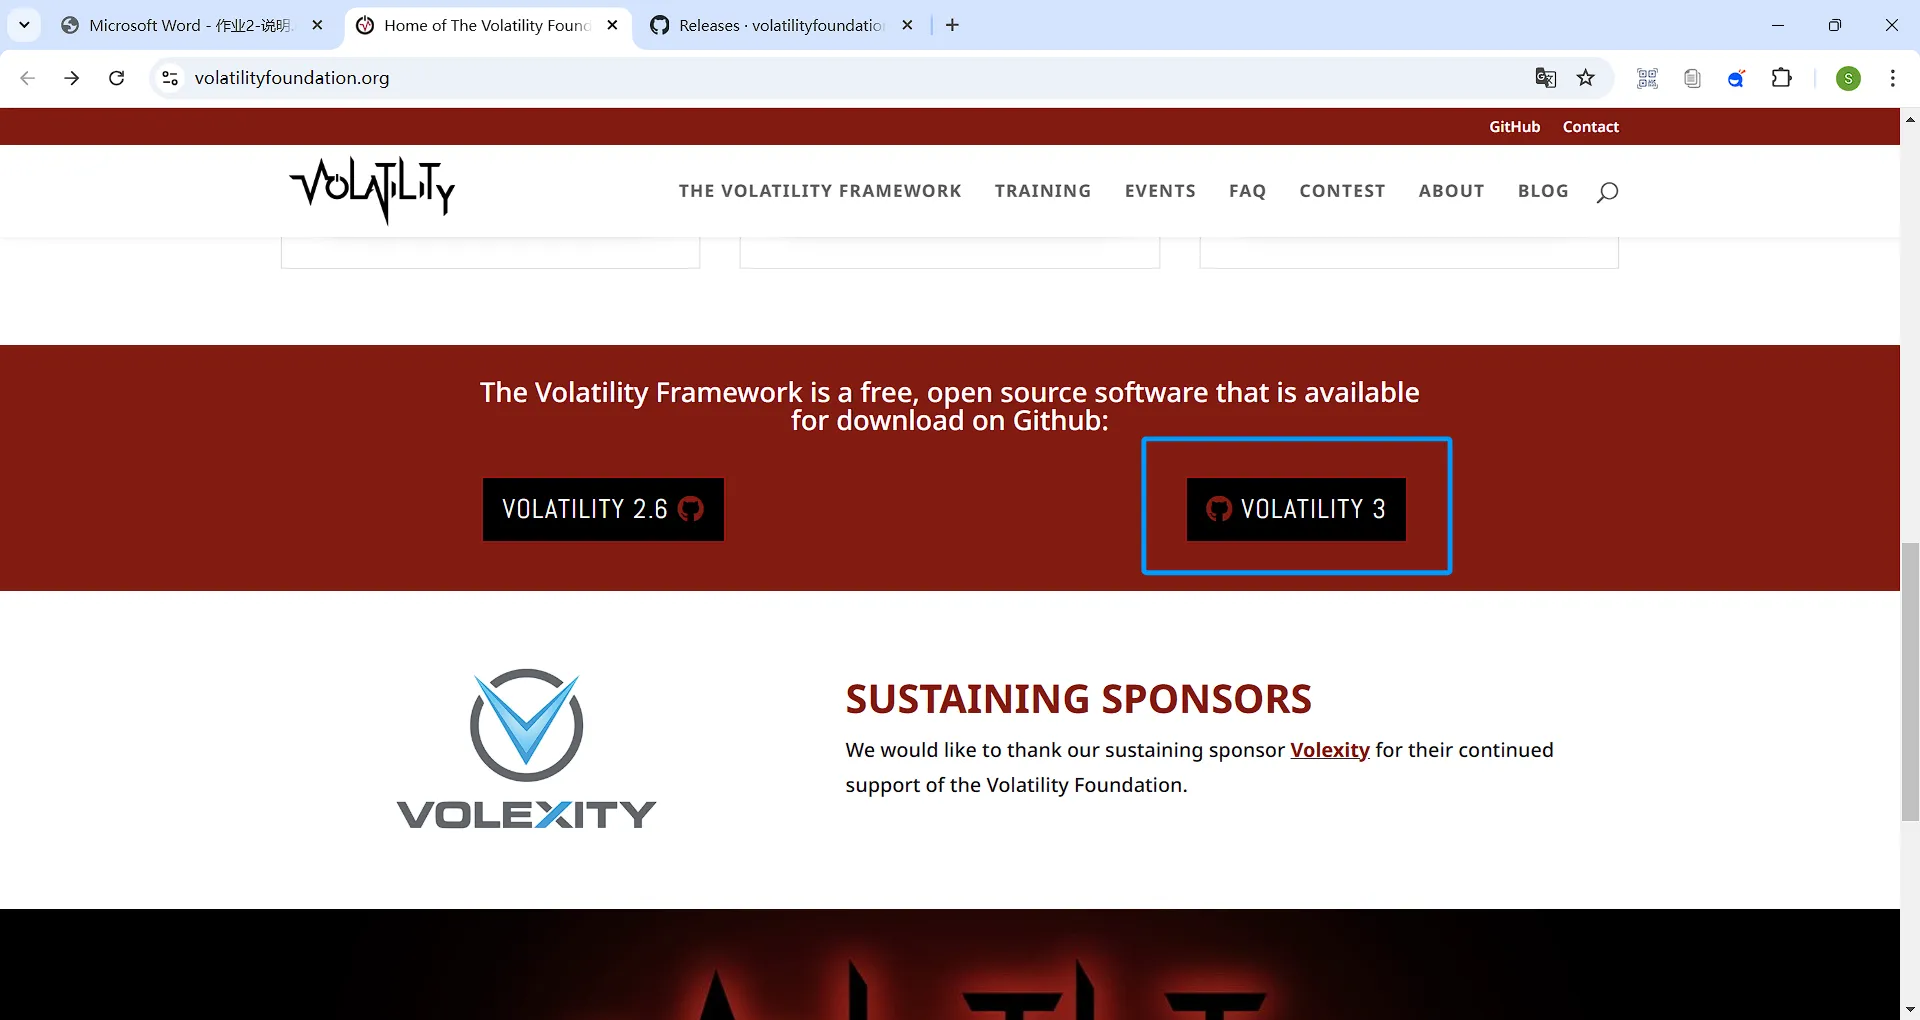 Microsoft Word - 作业2-说明
Home of The Volatility Found
Releases · volatilityfoundatio
volatilityfoundation.org
S
GitHub Contact
VOLATILITY
THE VOLATILITY FRAMEWORK TRAINING EVENTS FAQ CONTEST ABOUT BLOG
The Volatility Framework is a free, open source software that is available
for download on Github:
VOLATILITY 2.6
VOLATILITY 3
VOLEXITY
SUSTAINING SPONSORS
We would like to thank our sustaining sponsor Volexity for their continued
support of the Volatility Foundation.